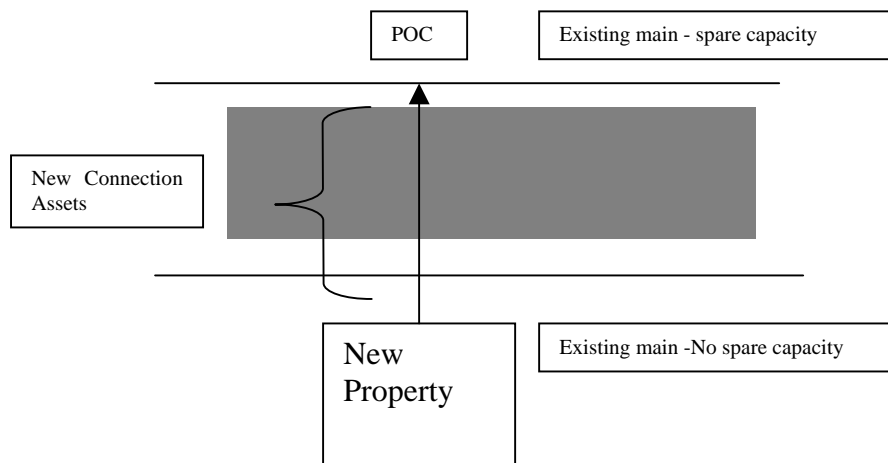 POC
Existing main - spare capacity
New Connection
Assets
New
Property
Existing main -No spare capacity